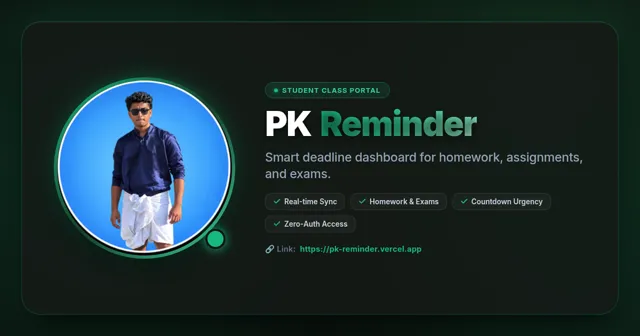 STUDENT CLASS PORTAL
PK Reminder
Smart deadline dashboard for homework, assignments,
and exams.
✓ Real-time Sync ✓ Homework & Exams ✓ Countdown Urgency
✓ Zero-Auth Access
🔗 Link: https://pk-reminder.vercel.app